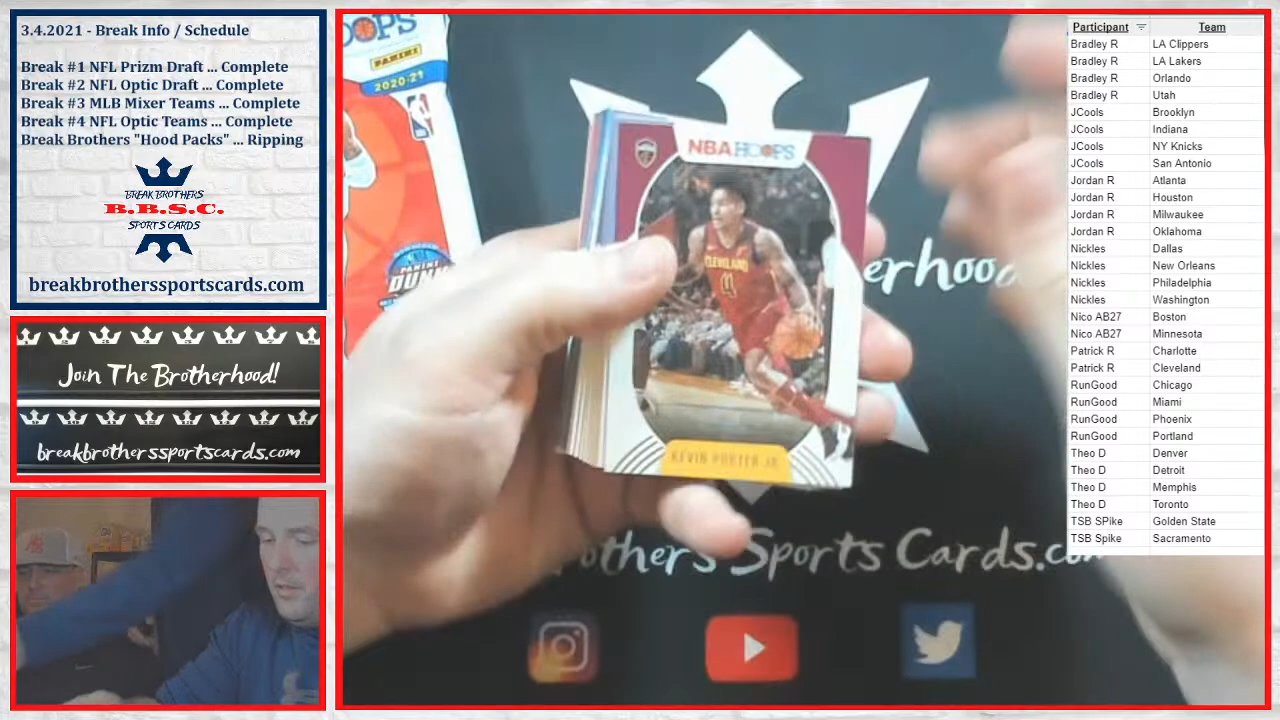 3.4.2021 - Break Info / Schedule
Break #1 NFL Prizm Draft ... Complete
Break #2 NFL Optic Draft ... Complete
Break #3 MLB Mixer Teams ... Complete
Break #4 NFL Optic Teams ... Complete
Break Brothers "Hood Packs" ... Ripping
BREAK BROTHERS
B.B.S.C.
SPORTS CARDS
breakbrotherssportscards.com
Join The Brotherhood!
breakbrotherssportscards.com
HOOPS
PANINI
2020-21
PANINI
NBA HOOPS
CLEVELAND
4
KEVIN PORTER JR.
erhood
others Sports Cards.com
Participant Team
Bradley R LA Clippers
Bradley R LA Lakers
Bradley R Orlando
Bradley R Utah
JCools Brooklyn
JCools Indiana
JCools NY Knicks
JCools San Antonio
Jordan R Atlanta
Jordan R Houston
Jordan R Milwaukee
Jordan R Oklahoma
Nickles Dallas
Nickles New Orleans
Nickles Philadelphia
Nickles Washington
Nico AB27 Boston
Nico AB27 Minnesota
Patrick R Charlotte
Patrick R Cleveland
RunGood Chicago
RunGood Miami
RunGood Phoenix
RunGood Portland
Theo D Denver
Theo D Detroit
Theo D Memphis
Theo D Toronto
TSB SPike Golden State
TSB Spike Sacramento